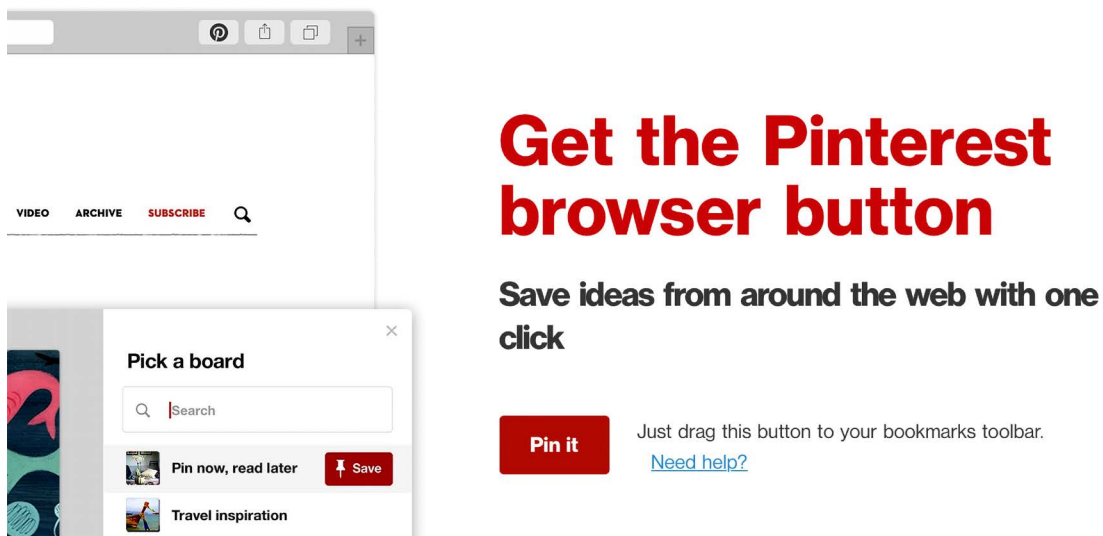 VIDEO ARCHIVE SUBSCRIBE
Pick a board
Search
Pin now, read later Save
Travel inspiration
Get the Pinterest
browser button
Save ideas from around the web with one
click
Pin it Just drag this button to your bookmarks toolbar.
Need help?